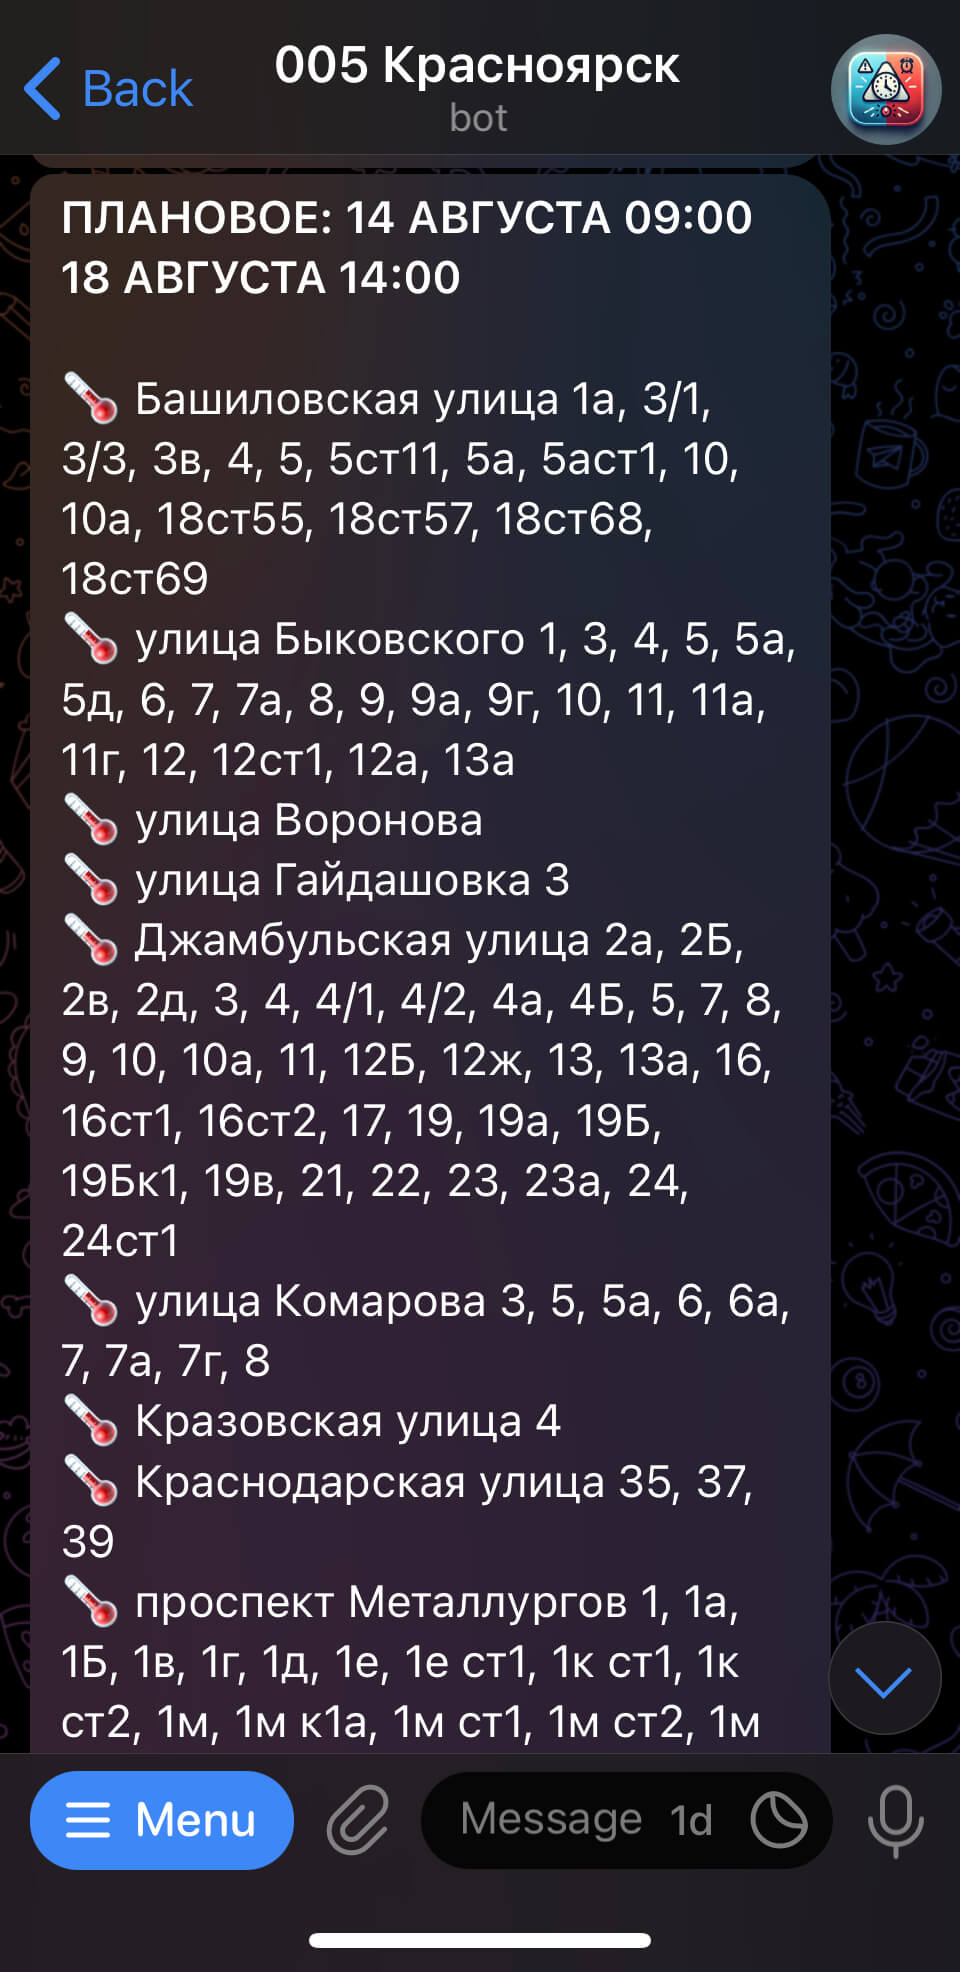 Back
005 Красноярск
bot
ПЛАНОВОЕ: 14 АВГУСТА 09:00
18 АВГУСТА 14:00
Башиловская улица 1а, 3/1,
3/3, 3в, 4, 5, 5ст11, 5а, 5аст1, 10,
10а, 18ст55, 18ст57, 18ст68,
18ст69
улица Быковского 1, 3, 4, 5, 5а,
5д, 6, 7, 7а, 8, 9, 9а, 9г, 10, 11, 11а,
11г, 12, 12ст1, 12а, 13а
улица Воронова
улица Гайдашовка 3
Джамбульская улица 2а, 2Б,
2в, 2д, 3, 4, 4/1, 4/2, 4а, 4Б, 5, 7, 8,
9, 10, 10а, 11, 12Б, 12ж, 13, 13а, 16,
16ст1, 16ст2, 17, 19, 19а, 19Б,
19Бк1, 19в, 21, 22, 23, 23а, 24,
24ст1
улица Комарова 3, 5, 5а, 6, 6а,
7, 7а, 7г, 8
Кразовская улица 4
Краснодарская улица 35, 37,
39
проспект Металлургов 1, 1а,
1Б, 1в, 1г, 1д, 1е, 1е ст1, 1к ст1, 1к
ст2, 1м, 1м к1а, 1м ст1, 1м ст2, 1м
Menu
Message 1d